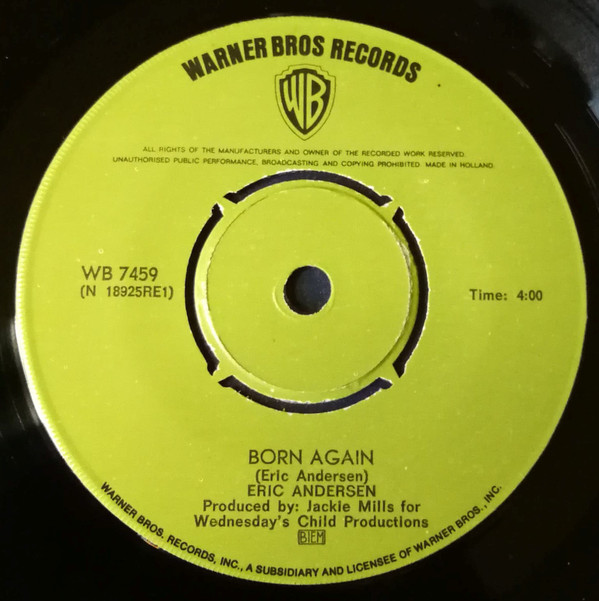 WARNER BROS RECORDS
WB
ALL RIGHTS OF THE MANUFACTURERS AND OWNER OF THE RECORDED WORK RESERVED.
UNAUTHORISED PUBLIC PERFORMANCE, BROADCASTING AND COPYING PROHIBITED. MADE IN HOLLAND.
WB 7459
(N 18925RE1)
Time: 4:00
BORN AGAIN
(Eric Andersen)
ERIC ANDERSEN
Produced by: Jackie Mills for
Wednesday's Child Productions
BIEM
WARNER BROS. RECORDS, INC., A SUBSIDIARY AND LICENSEE OF WARNER BROS., INC.